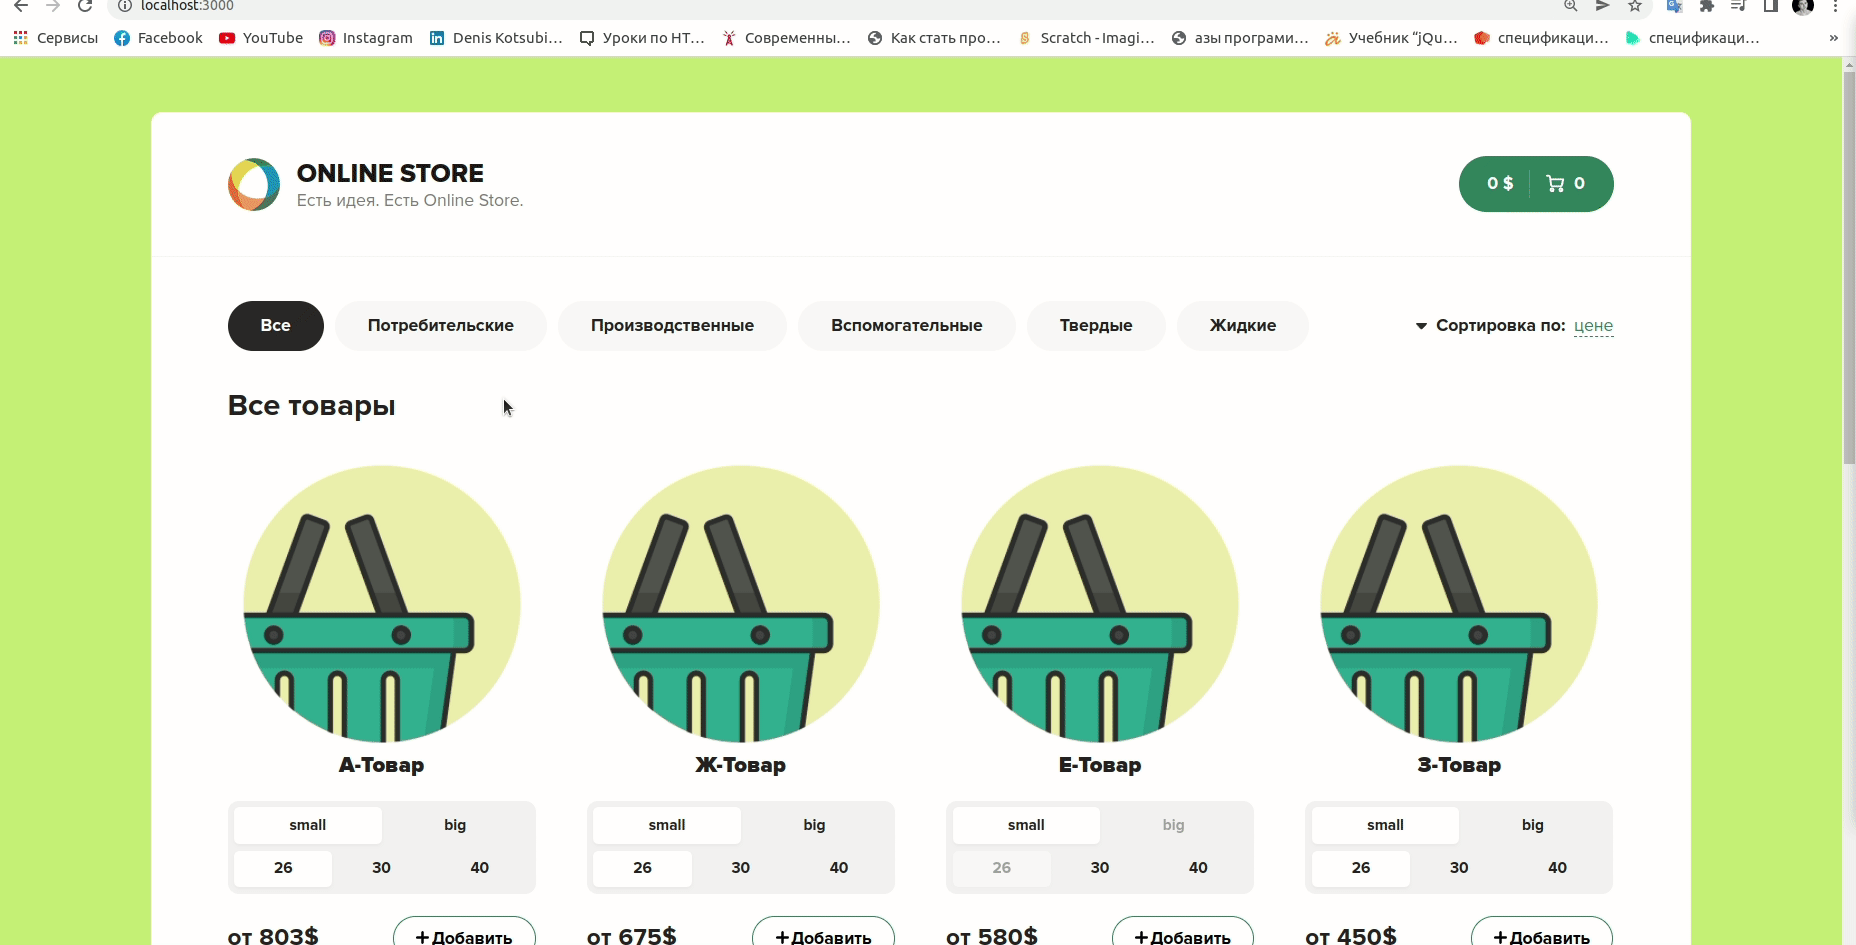 localhost:3000
Сервисы Facebook YouTube Instagram Denis Kotsubi... Уроки по HT... Современны... Как стать про... Scratch - Imagi... азы програми... Учебник “jQu... спецификаци... спецификаци... »
ONLINE STORE
Есть идея. Есть Online Store.
0 $ 0
Все Потребительские Производственные Вспомогательные Твердые Жидкие Сортировка по: цене
Все товары
А-Товар Ж-Товар Е-Товар З-Товар
small big small big small big small big
26 30 40 26 30 40 26 30 40 26 30 40
от 803$ +Добавить от 675$ +Добавить от 580$ +Добавить от 450$ +Добавить